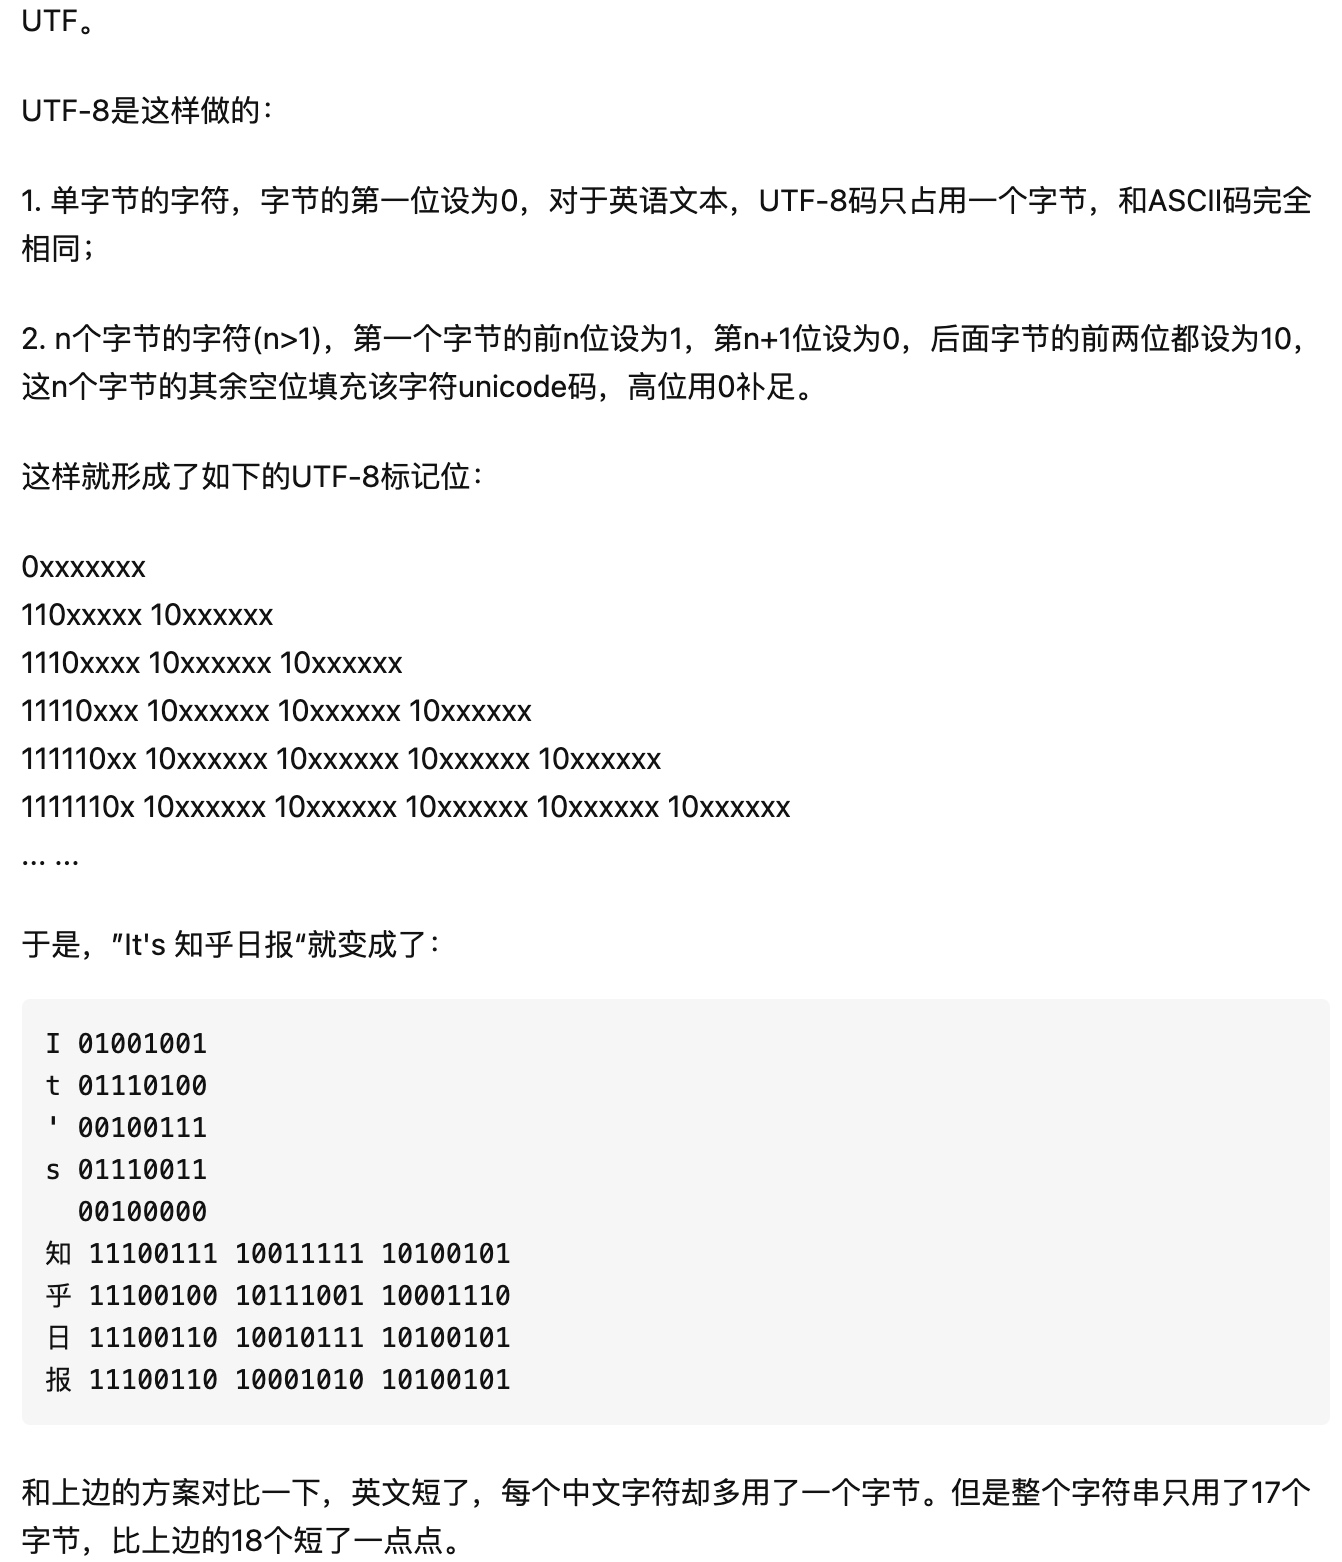 UTF。
UTF-8是这样做的：
1. 单字节的字符，字节的第一位设为0，对于英语文本，UTF-8码只占用一个字节，和ASCII码完全
相同；
2. n个字节的字符(n>1)，第一个字节的前n位设为1，第n+1位设为0，后面字节的前两位都设为10，
这n个字节的其余空位填充该字符unicode码，高位用0补足。
这样就形成了如下的UTF-8标记位：
0xxxxxxx
110xxxxx 10xxxxxx
1110xxxx 10xxxxxx 10xxxxxx
11110xxx 10xxxxxx 10xxxxxx 10xxxxxx
111110xx 10xxxxxx 10xxxxxx 10xxxxxx 10xxxxxx
1111110x 10xxxxxx 10xxxxxx 10xxxxxx 10xxxxxx 10xxxxxx
... ...
于是，”It's 知乎日报“就变成了：
I 01001001
t 01110100
' 00100111
s 01110011
00100000
知 11100111 10011111 10100101
乎 11100100 10111001 10001110
日 11100110 10010111 10100101
报 11100110 10001010 10100101
和上边的方案对比一下，英文短了，每个中文字符却多用了一个字节。但是整个字符串只用了17个
字节，比上边的18个短了一点点。